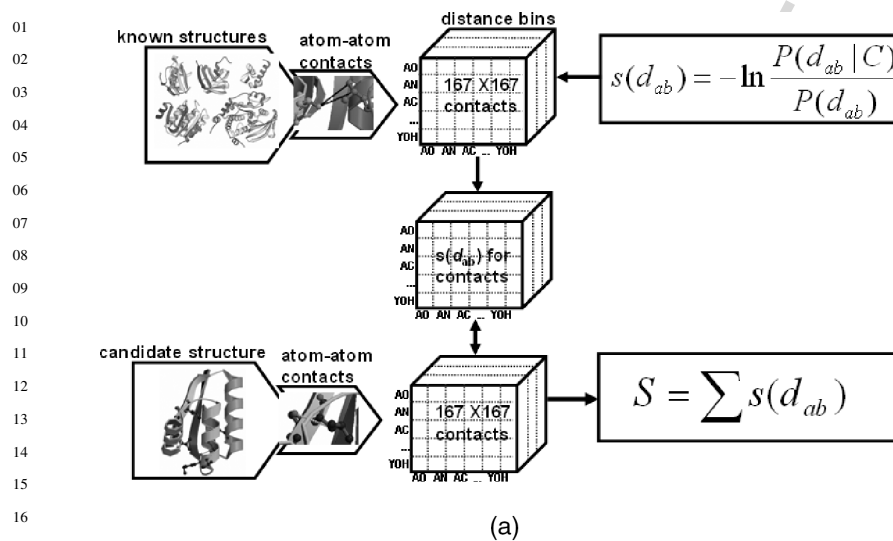 01
02
03
04
05
06
07
08
09
10
11
12
13
14
15
16
distance bins
known structures
atom-atom
contacts
AO
AN
AC
...
YOH
167 X167
contacts
AO AN AC ... YOH
s(d_ab) = -ln P(d_ab | C) / P(d_ab)
AO
AN
AC
...
YOH
s(d_ab) for
contacts
AO AN AC ... YOH
candidate structure
atom-atom
contacts
AO
AN
AC
...
YOH
167 X167
contacts
AO AN AC ... YOH
S = ∑ s(d_ab)
(a)